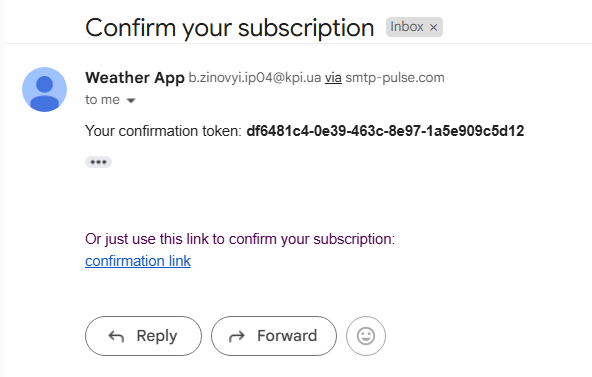 Confirm your subscription Inbox ×
Weather App b.zinovyi.ip04@kpi.ua via smtp-pulse.com
to me
Your confirmation token: df6481c4-0e39-463c-8e97-1a5e909c5d12
Or just use this link to confirm your subscription:
confirmation link
Reply Forward